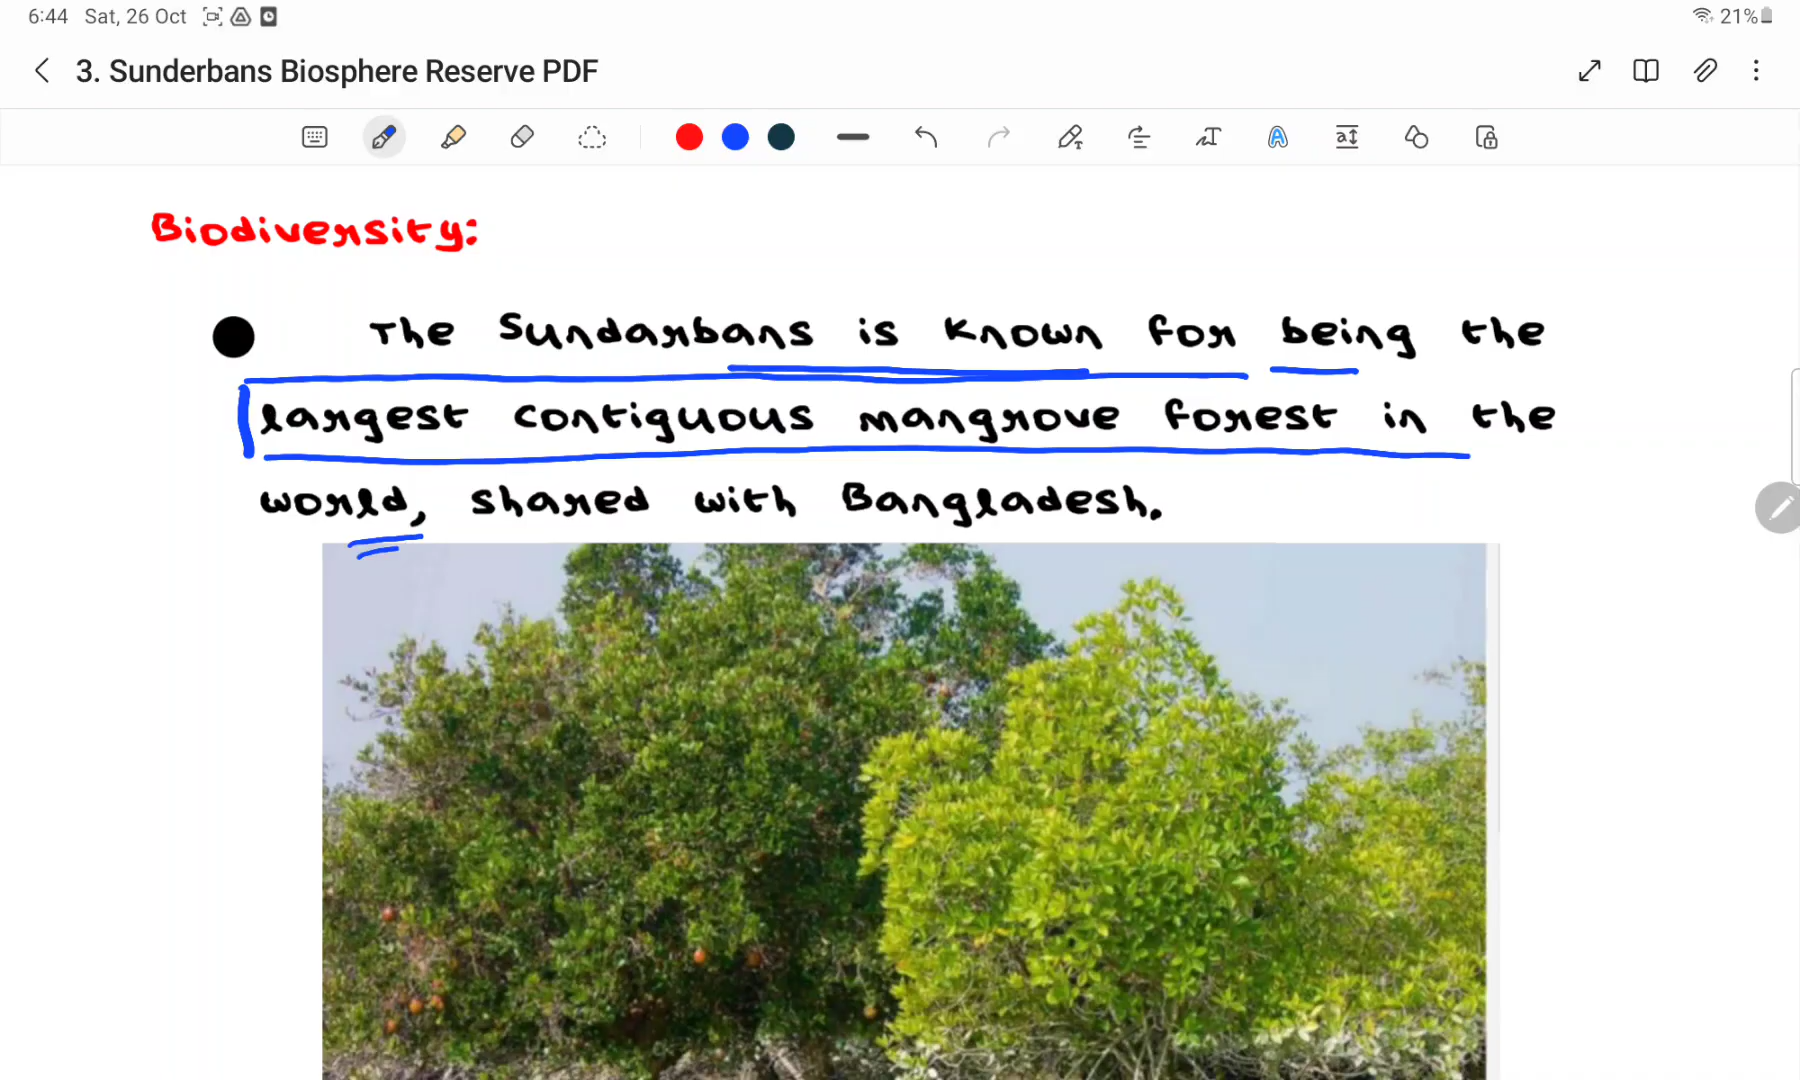 6:44 Sat, 26 Oct 21%
3. Sunderbans Biosphere Reserve PDF
Biodiversity:
The Sundarbans is known for being the
largest contiguous mangrove forest in the
world, shared with Bangladesh.